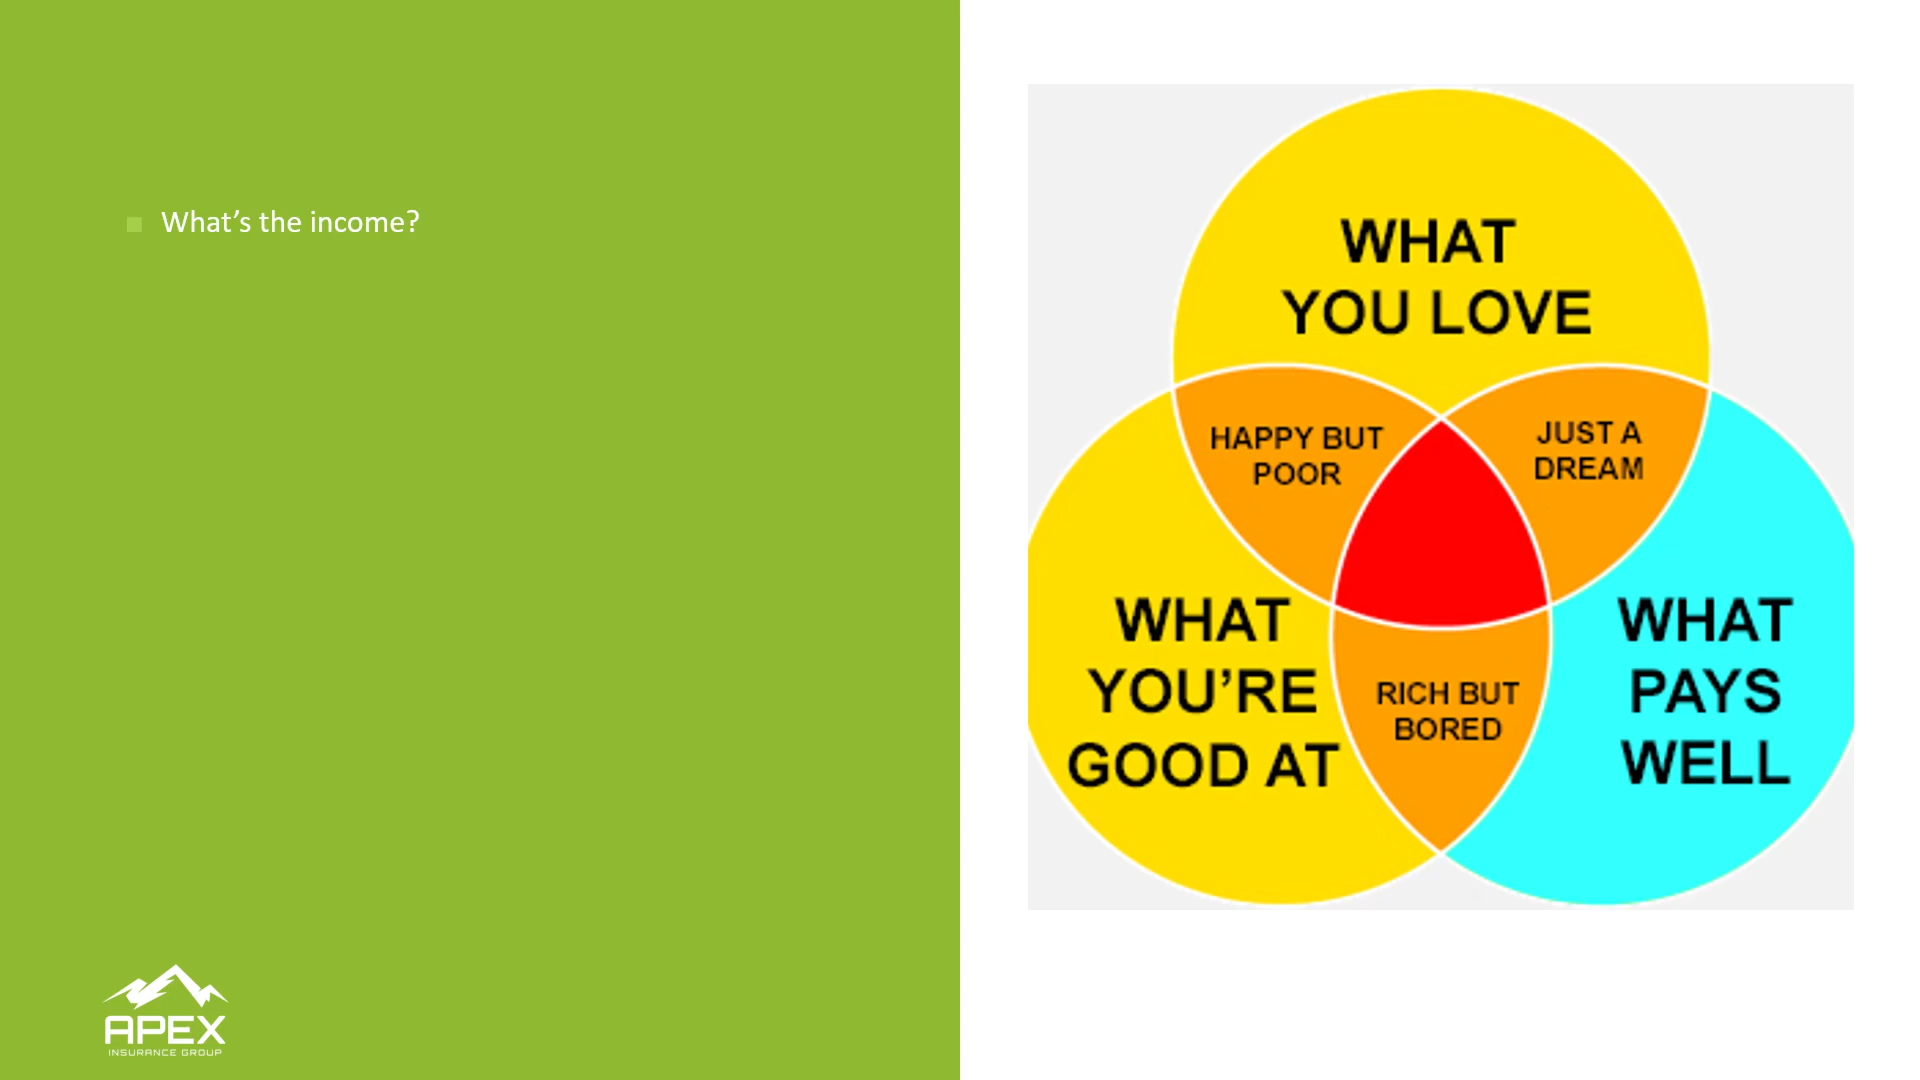 What’s the income?
WHAT
YOU LOVE
HAPPY BUT
POOR
JUST A
DREAM
WHAT
YOU’RE
GOOD AT
RICH BUT
BORED
WHAT
PAYS
WELL
APEX
INSURANCE GROUP